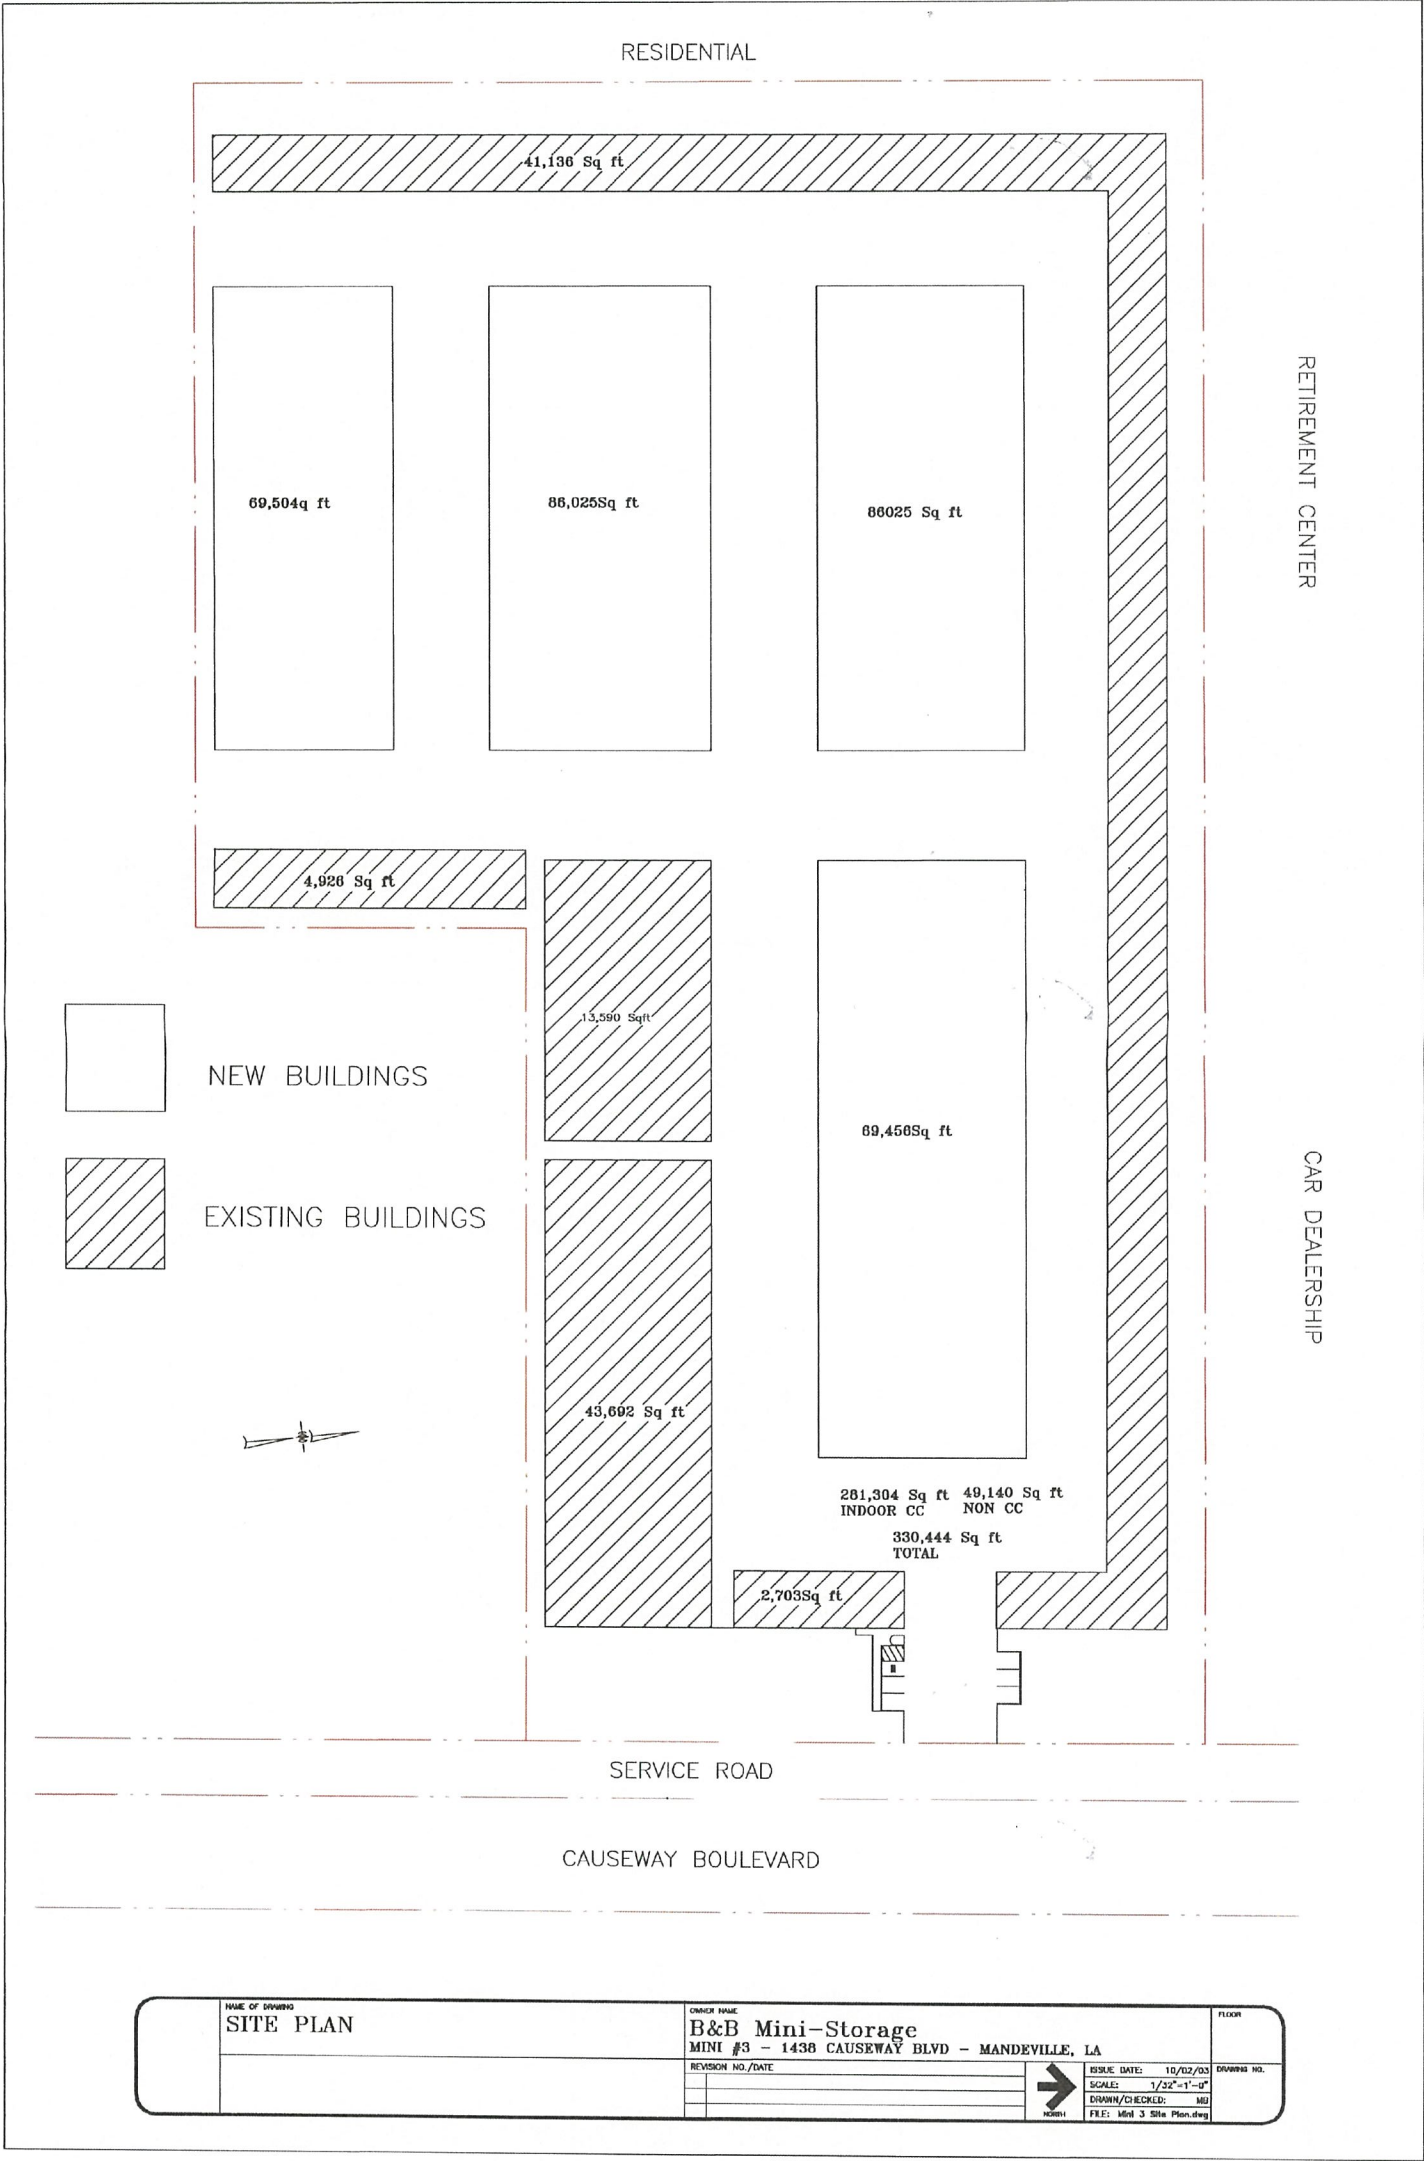 RESIDENTIAL
41,136 Sq ft
69,504q ft
86,025Sq ft
86025 Sq ft
RETIREMENT CENTER
4,926 Sq ft
13,590 Sqft
NEW BUILDINGS
69,456Sq ft
EXISTING BUILDINGS
CAR DEALERSHIP
43,692 Sq ft
281,304 Sq ft 49,140 Sq ft
INDOOR CC NON CC
330,444 Sq ft
TOTAL
2,703Sq ft
SERVICE ROAD
CAUSEWAY BOULEVARD
NAME OF DRAWING
SITE PLAN
OWNER NAME
B&B Mini-Storage
MINI #3 - 1438 CAUSEWAY BLVD - MANDEVILLE, LA
FLOOR
REVISION NO./DATE
NORTH
ISSUE DATE: 10/02/03
SCALE: 1/32"=1'-0"
DRAWN/CHECKED: MB
FILE: Mini 3 Site Plan.dwg
DRAWING NO.